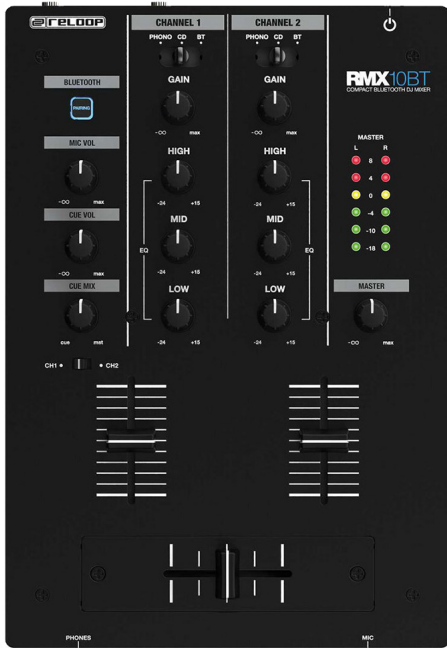 reloop
CHANNEL 1
CHANNEL 2
PHONO CD BT
PHONO CD BT
RMX10BT
COMPACT BLUETOOTH DJ MIXER
BLUETOOTH
PAIRING
GAIN
GAIN
-∞ max
-∞ max
MIC VOL
-∞ max
HIGH
HIGH
-24 +15
-24 +15
MASTER
L R
8
4
0
-4
-10
-18
CUE VOL
-∞ max
MID
MID
EQ
EQ
-24 +15
-24 +15
CUE MIX
cue mst
LOW
LOW
-24 +15
-24 +15
MASTER
-∞ max
CH1 CH2
PHONES
MIC